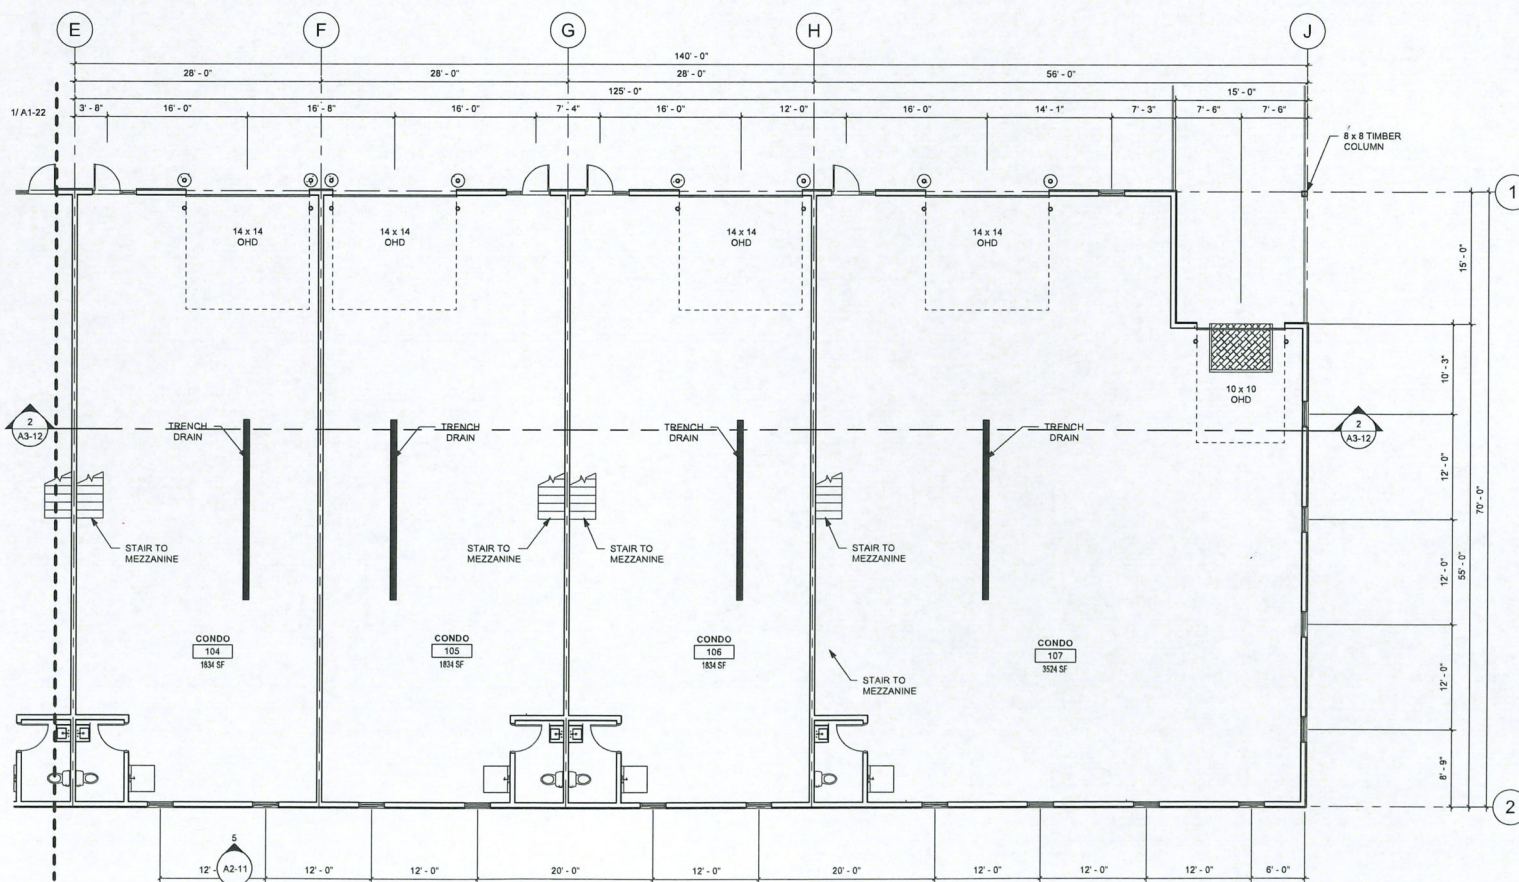 E
F
G
H
J
140' - 0"
28' - 0"
28' - 0"
28' - 0"
56' - 0"
125' - 0"
15' - 0"
3' - 8"
16' - 0"
16' - 8"
16' - 0"
7' - 4"
16' - 0"
12' - 0"
16' - 0"
14' - 1"
7' - 3"
7' - 6"
7' - 6"
1/ A1-22
8 x 8 TIMBER
COLUMN
1
14 x 14
OHD
14 x 14
OHD
14 x 14
OHD
14 x 14
OHD
15' - 0"
10' - 3"
10 x 10
OHD
2
A3-12
TRENCH
DRAIN
TRENCH
DRAIN
TRENCH
DRAIN
TRENCH
DRAIN
2
A3-12
12' - 0"
70' - 0"
STAIR TO
MEZZANINE
STAIR TO
MEZZANINE
STAIR TO
MEZZANINE
STAIR TO
MEZZANINE
12' - 0"
55' - 0"
CONDO
104
1834 SF
CONDO
105
1834 SF
CONDO
106
1834 SF
CONDO
107
3524 SF
STAIR TO
MEZZANINE
12' - 0"
8' - 9"
2
5
A2-11
12' -
12' - 0"
12' - 0"
20' - 0"
12' - 0"
20' - 0"
12' - 0"
12' - 0"
12' - 0"
6' - 0"